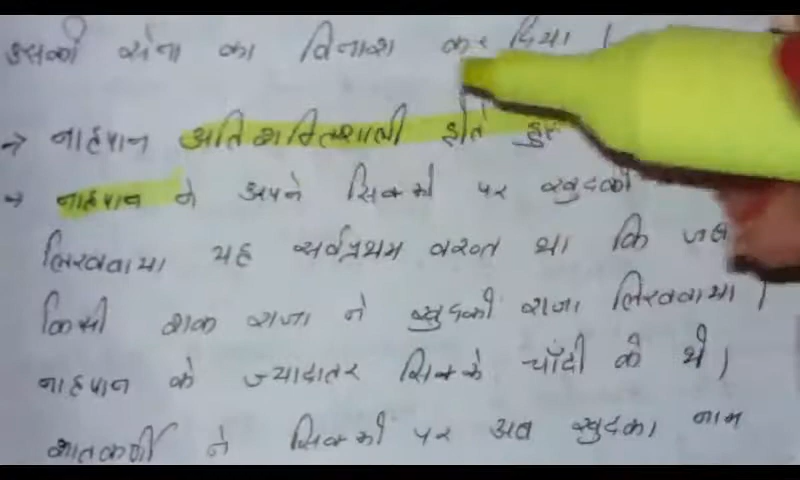 उसकी सेना का विनाश कर दिया।
→ नाहपान अतिशक्तिशाली होते हुए
→ नाहपान ने अपने सिक्कों पर खुदको
लिखवाया यह सर्वप्रथम वख्त था कि जब
किसी शक राजा ने खुदको राजा लिखवाया।
नाहपान के ज्यादातर सिक्के चाँदी के थे।
शातकर्णी ने सिक्कों पर अब खुदका नाम